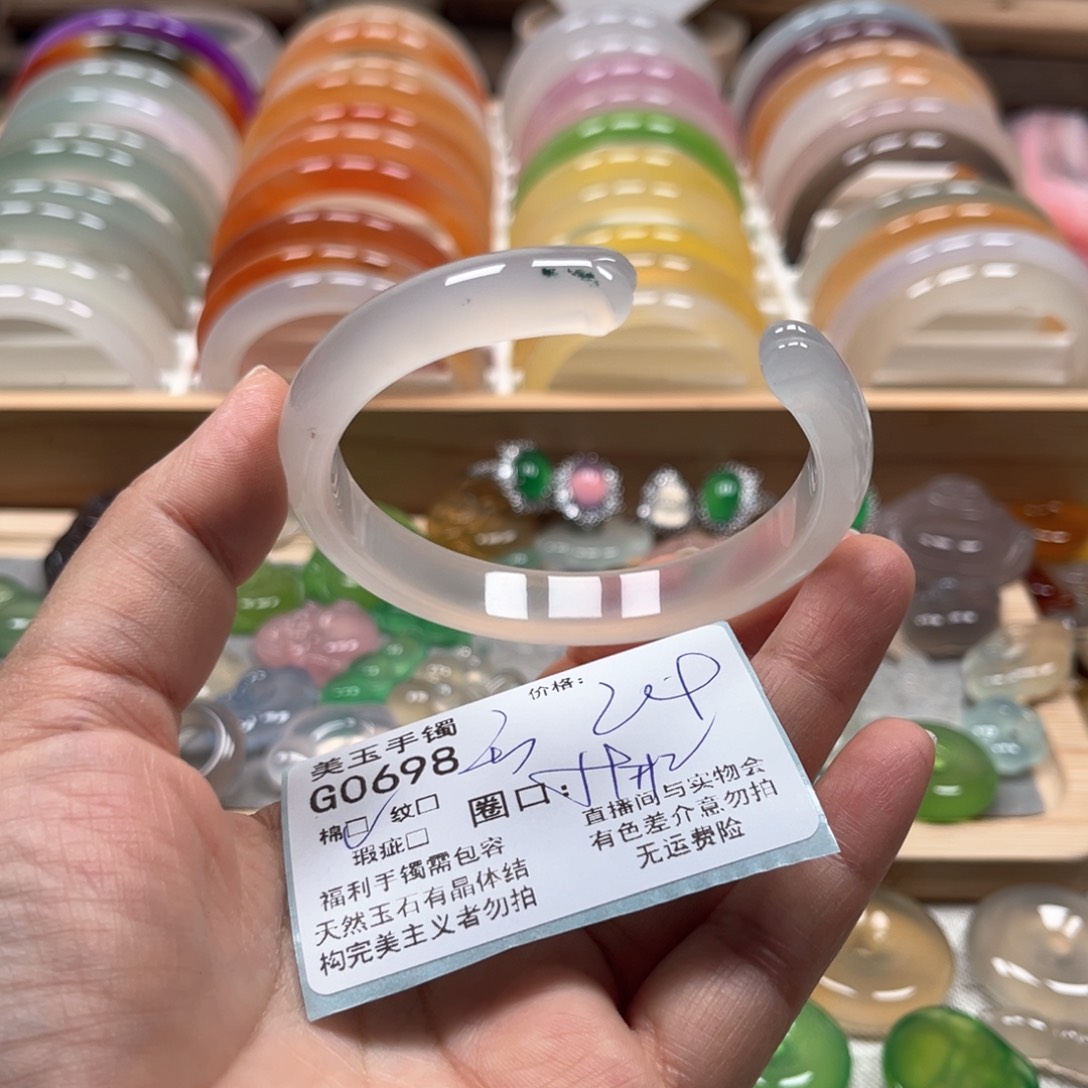 价格:
美玉手镯
G0698
棉□ 纹□
瑕疵□
圈口:
福利手镯需包容
天然玉石有晶体结
构完美主义者勿拍
直播间与实物会
有色差介意勿拍
无运费险